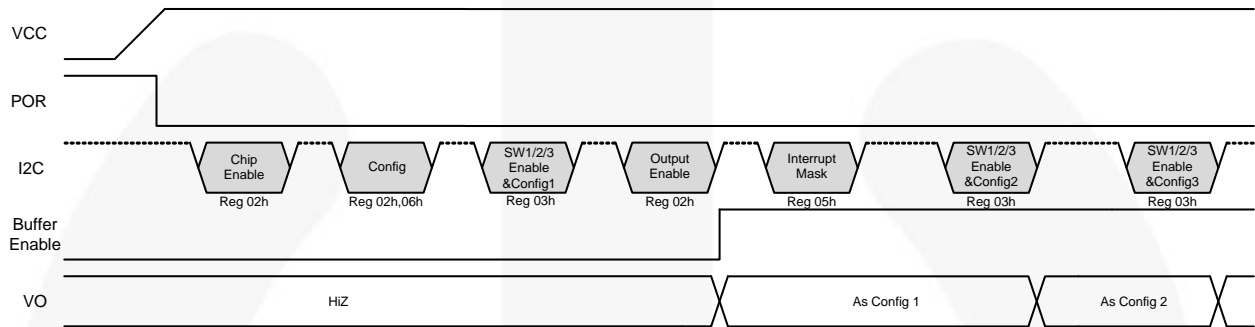 VCC
POR
I2C
Chip
Enable
Reg 02h
Config
Reg 02h,06h
SW1/2/3
Enable
&Config1
Reg 03h
Output
Enable
Reg 02h
Interrupt
Mask
Reg 05h
SW1/2/3
Enable
&Config2
Reg 03h
SW1/2/3
Enable
&Config3
Reg 03h
Buffer
Enable
VO
HiZ
As Config 1
As Config 2